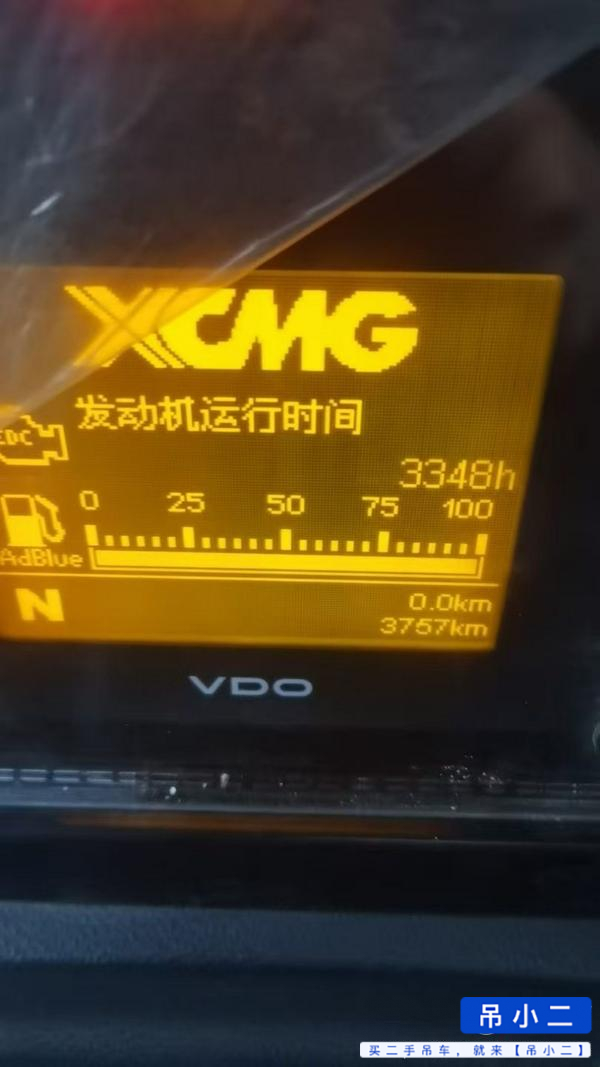 XCMG
发动机运行时间
EDC
3348h
0 25 50 75 100
AdBlue
N
0.0km
3757km
VDO
吊小二
买二手吊车，就来【吊小二】